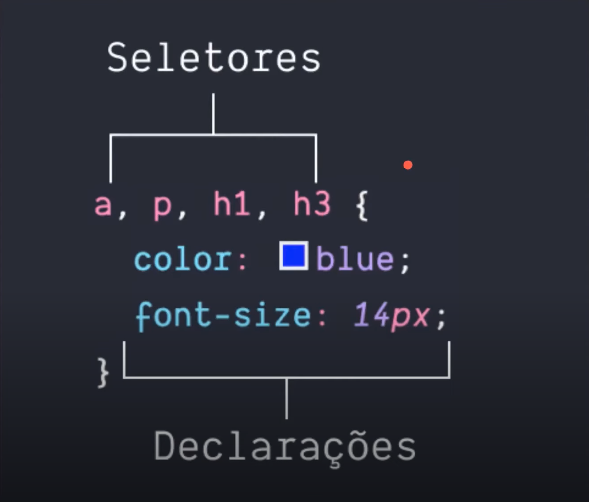 Seletores
a, p, h1, h3 {
color: blue;
font-size: 14px;
}
Declarações